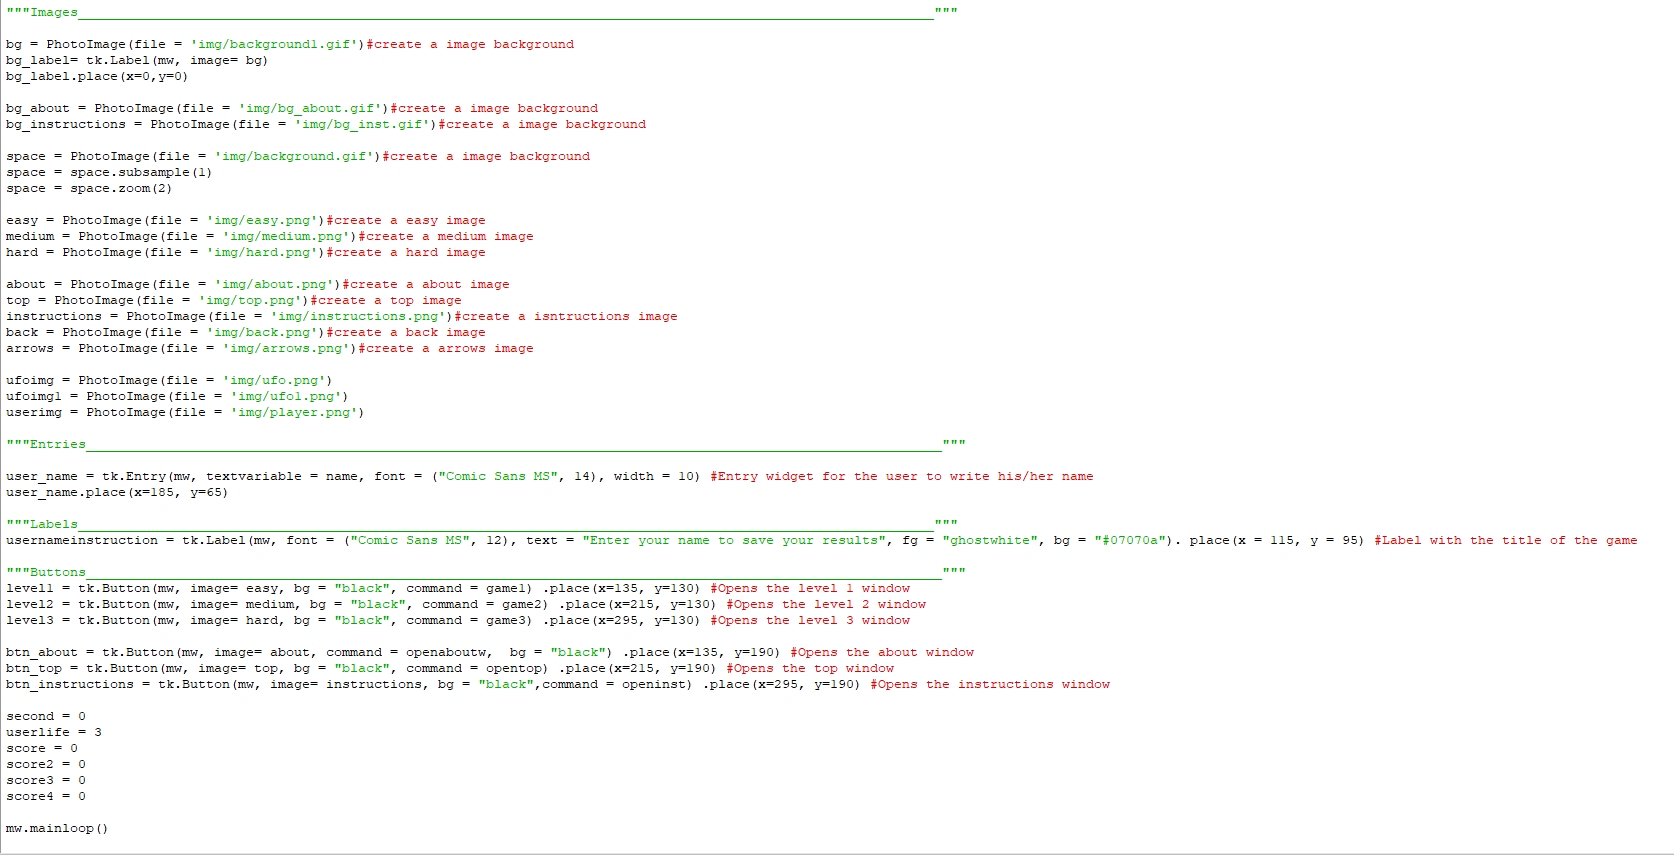 """Images___________________________________________________________________________________________________________"""
bg = PhotoImage(file = 'img/background1.gif')#create a image background
bg_label= tk.Label(mw, image= bg)
bg_label.place(x=0,y=0)
bg_about = PhotoImage(file = 'img/bg_about.gif')#create a image background
bg_instructions = PhotoImage(file = 'img/bg_inst.gif')#create a image background
space = PhotoImage(file = 'img/background.gif')#create a image background
space = space.subsample(1)
space = space.zoom(2)
easy = PhotoImage(file = 'img/easy.png')#create a easy image
medium = PhotoImage(file = 'img/medium.png')#create a medium image
hard = PhotoImage(file = 'img/hard.png')#create a hard image
about = PhotoImage(file = 'img/about.png')#create a about image
top = PhotoImage(file = 'img/top.png')#create a top image
instructions = PhotoImage(file = 'img/instructions.png')#create a isntructions image
back = PhotoImage(file = 'img/back.png')#create a back image
arrows = PhotoImage(file = 'img/arrows.png')#create a arrows image
ufoimg = PhotoImage(file = 'img/ufo.png')
ufoimg1 = PhotoImage(file = 'img/ufo1.png')
userimg = PhotoImage(file = 'img/player.png')
"""Entries___________________________________________________________________________________________________________"""
user_name = tk.Entry(mw, textvariable = name, font = ("Comic Sans MS", 14), width = 10) #Entry widget for the user to write his/her name
user_name.place(x=185, y=65)
"""Labels___________________________________________________________________________________________________________"""
usernameinstruction = tk.Label(mw, font = ("Comic Sans MS", 12), text = "Enter your name to save your results", fg = "ghostwhite", bg = "#07070a"). place(x = 115, y = 95) #Label with the title of the game
"""Buttons___________________________________________________________________________________________________________"""
level1 = tk.Button(mw, image= easy, bg = "black", command = game1) .place(x=135, y=130) #Opens the level 1 window
level2 = tk.Button(mw, image= medium, bg = "black", command = game2) .place(x=215, y=130) #Opens the level 2 window
level3 = tk.Button(mw, image= hard, bg = "black", command = game3) .place(x=295, y=130) #Opens the level 3 window
btn_about = tk.Button(mw, image= about, command = openaboutw,  bg = "black") .place(x=135, y=190) #Opens the about window
btn_top = tk.Button(mw, image= top, bg = "black", command = opentop) .place(x=215, y=190) #Opens the top window
btn_instructions = tk.Button(mw, image= instructions, bg = "black",command = openinst) .place(x=295, y=190) #Opens the instructions window
second = 0
userlife = 3
score = 0
score2 = 0
score3 = 0
score4 = 0
mw.mainloop()